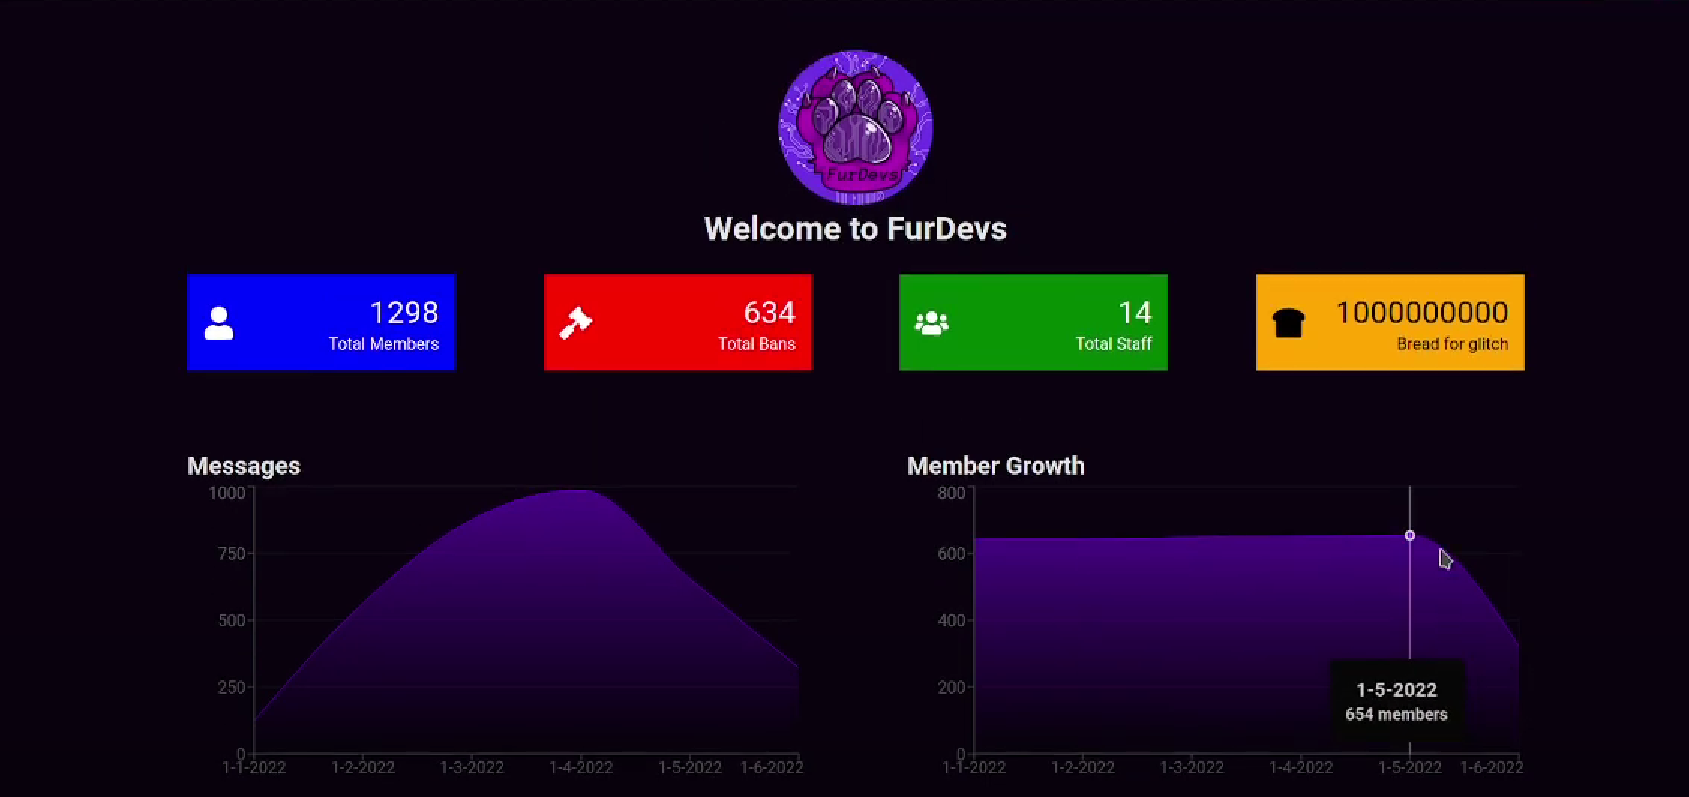 FurDevs
Welcome to FurDevs
1298
Total Members
634
Total Bans
14
Total Staff
1000000000
Bread for glitch
Messages
1000
750
500
250
0
1-1-2022 1-2-2022 1-3-2022 1-4-2022 1-5-2022 1-6-2022
Member Growth
800
600
400
200
0
1-5-2022
654 members
1-1-2022 1-2-2022 1-3-2022 1-4-2022 1-5-2022 1-6-2022